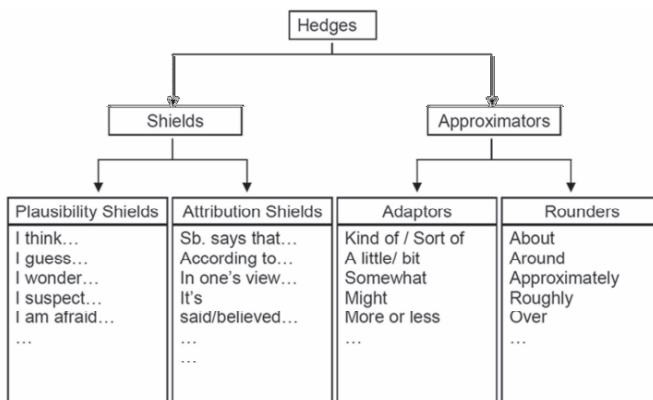 Hedges
Shields
Approximators
Plausibility Shields
I think…
I guess…
I wonder…
I suspect…
I am afraid…
…
Attribution Shields
Sb. says that…
According to…
In one's view…
It's
said/believed…
…
…
Adaptors
Kind of / Sort of
A little/ bit
Somewhat
Might
More or less
…
Rounders
About
Around
Approximately
Roughly
Over
…